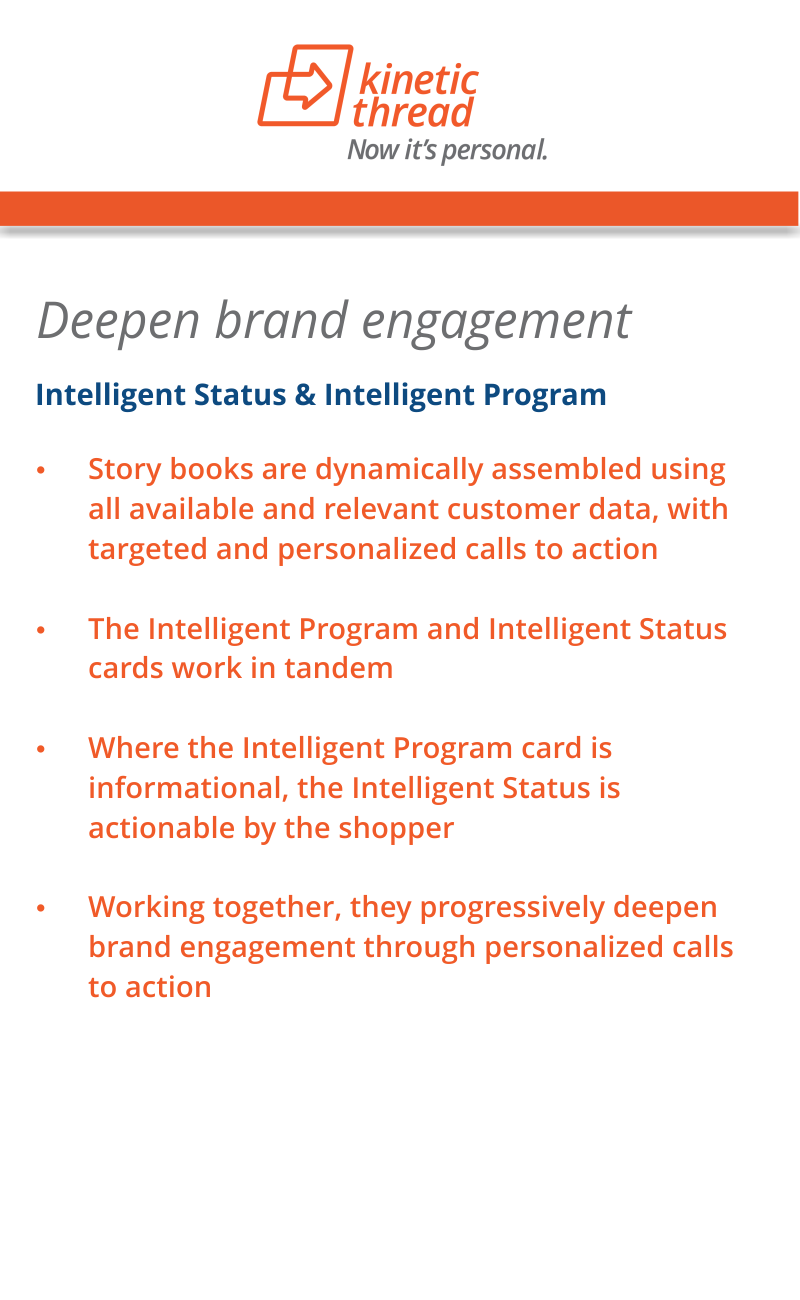 kinetic
thread
Now it's personal.
Deepen brand engagement
Intelligent Status & Intelligent Program
• Story books are dynamically assembled using
all available and relevant customer data, with
targeted and personalized calls to action
• The Intelligent Program and Intelligent Status
cards work in tandem
• Where the Intelligent Program card is
informational, the Intelligent Status is
actionable by the shopper
• Working together, they progressively deepen
brand engagement through personalized calls
to action